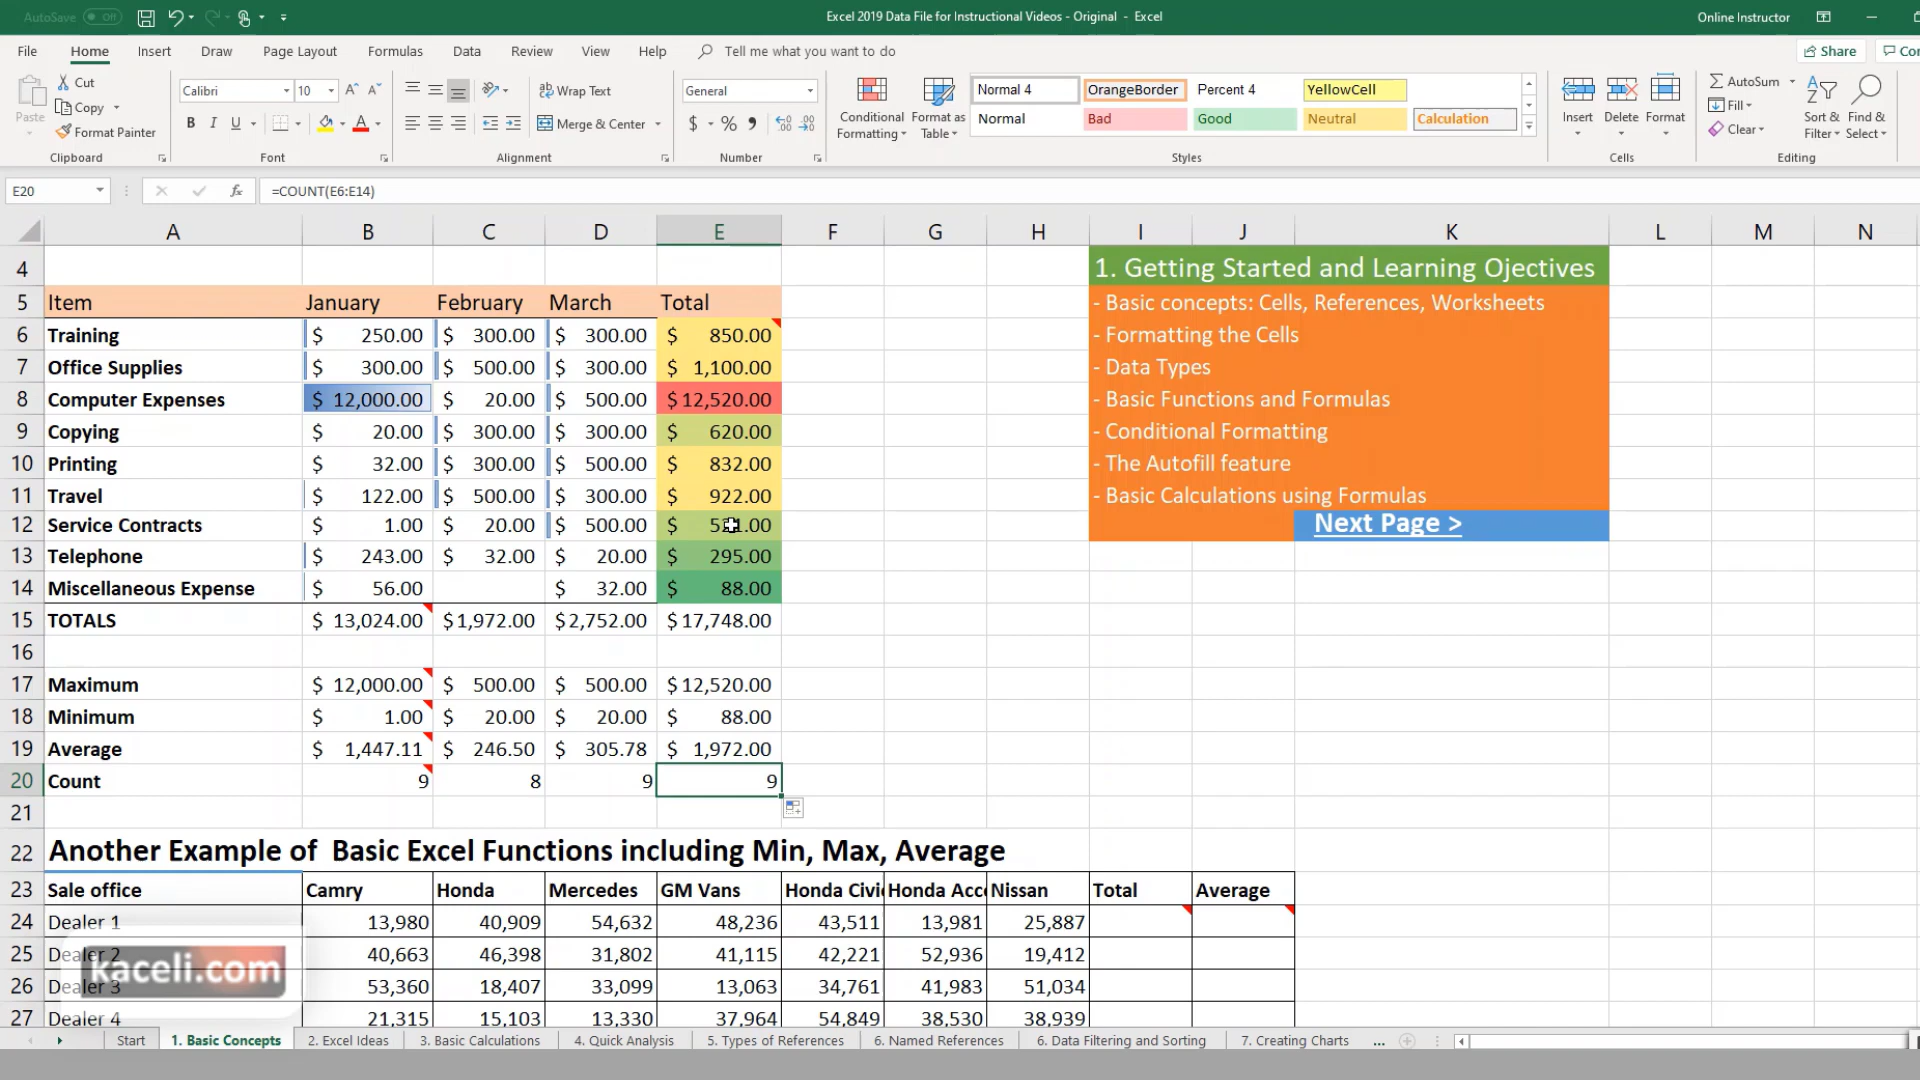 AutoSave Off
Excel 2019 Data File for Instructional Videos - Original - Excel
Online Instructor
File Home Insert Draw Page Layout Formulas Data Review View Help Tell me what you want to do
Share
Paste
Cut
Copy
Format Painter
Clipboard
Calibri 10
B I U
Font
Wrap Text
Merge & Center
Alignment
General
$ % ,
Number
Conditional Formatting
Format as Table
Normal 4 OrangeBorder Percent 4 YellowCell
Normal Bad Good Neutral Calculation
Styles
Insert Delete Format
Cells
AutoSum
Fill
Clear
Sort & Filter
Find & Select
Editing
E20 fx =COUNT(E6:E14)
A B C D E F G H I J K L M N
4 1. Getting Started and Learning Ojectives
5 Item January February March Total - Basic concepts: Cells, References, Worksheets
6 Training $ 250.00 $ 300.00 $ 300.00 $ 850.00 - Formatting the Cells
7 Office Supplies $ 300.00 $ 500.00 $ 300.00 $ 1,100.00 - Data Types
8 Computer Expenses $ 12,000.00 $ 20.00 $ 500.00 $ 12,520.00 - Basic Functions and Formulas
9 Copying $ 20.00 $ 300.00 $ 300.00 $ 620.00 - Conditional Formatting
10 Printing $ 32.00 $ 300.00 $ 500.00 $ 832.00 - The Autofill feature
11 Travel $ 122.00 $ 500.00 $ 300.00 $ 922.00 - Basic Calculations using Formulas
12 Service Contracts $ 1.00 $ 20.00 $ 500.00 $ Next Page >
13 Telephone $ 243.00 $ 32.00 $ 20.00 $ 295.00
14 Miscellaneous Expense $ 56.00 $ 32.00 $ 88.00
15 TOTALS $ 13,024.00 $1,972.00 $2,752.00 $17,748.00
16
17 Maximum $ 12,000.00 $ 500.00 $ 500.00 $12,520.00
18 Minimum $ 1.00 $ 20.00 $ 20.00 $ 88.00
19 Average $ 1,447.11 $ 246.50 $ 305.78 $ 1,972.00
20 Count 9 8 9 9
21
22 Another Example of Basic Excel Functions including Min, Max, Average
23 Sale office Camry Honda Mercedes GM Vans Honda Civi Honda Acc Nissan Total Average
24 Dealer 1 13,980 40,909 54,632 48,236 43,511 13,981 25,887
25 Dealer 2 40,663 46,398 31,802 41,115 42,221 52,936 19,412
26 Dealer 3 53,360 18,407 33,099 13,063 34,761 41,983 51,034
27 Dealer 4 21,315 15,103 13,330 37,964 54,849 38,530 38,939
kaceli.com
Start 1. Basic Concepts 2. Excel Ideas 3. Basic Calculations 4. Quick Analysis 5. Types of References 6. Named References 6. Data Filtering and Sorting 7. Creating Charts ...